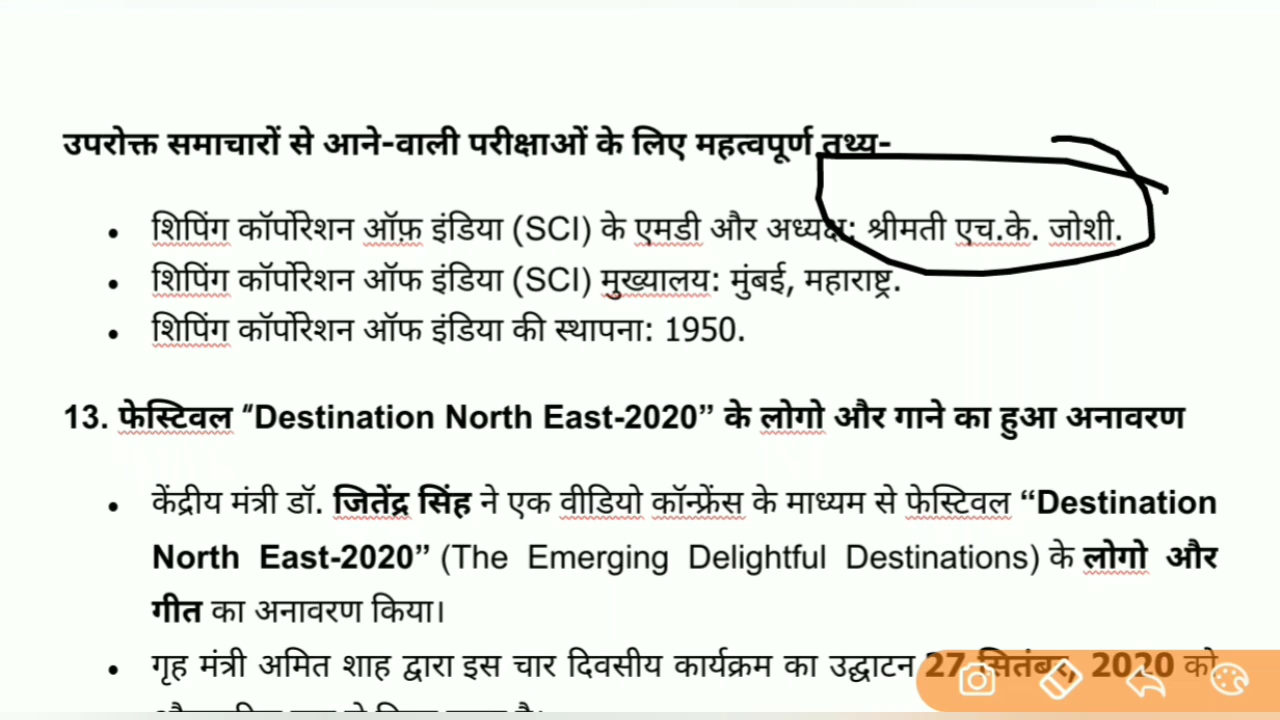 उपरोक्त समाचारों से आने-वाली परीक्षाओं के लिए महत्वपूर्ण तथ्य-
• शिपिंग कॉर्पोरेशन ऑफ़ इंडिया (SCI) के एमडी और अध्यक्ष: श्रीमती एच.के. जोशी.
• शिपिंग कॉर्पोरेशन ऑफ इंडिया (SCI) मुख्यालय: मुंबई, महाराष्ट्र.
• शिपिंग कॉर्पोरेशन ऑफ इंडिया की स्थापना: 1950.
13. फेस्टिवल “Destination North East-2020” के लोगो और गाने का हुआ अनावरण
• केंद्रीय मंत्री डॉ. जितेंद्र सिंह ने एक वीडियो कॉन्फ्रेंस के माध्यम से फेस्टिवल “Destination
North East-2020” (The Emerging Delightful Destinations) के लोगो और
गीत का अनावरण किया।
• गृह मंत्री अमित शाह द्वारा इस चार दिवसीय कार्यक्रम का उद्घाटन 27 सितंबर, 2020 को